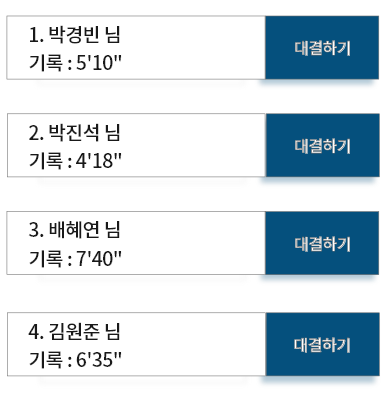 1. 박경빈 님
기록 : 5'10"
대결하기
2. 박진석 님
기록 : 4'18"
대결하기
3. 배혜연 님
기록 : 7'40"
대결하기
4. 김원준 님
기록 : 6'35"
대결하기